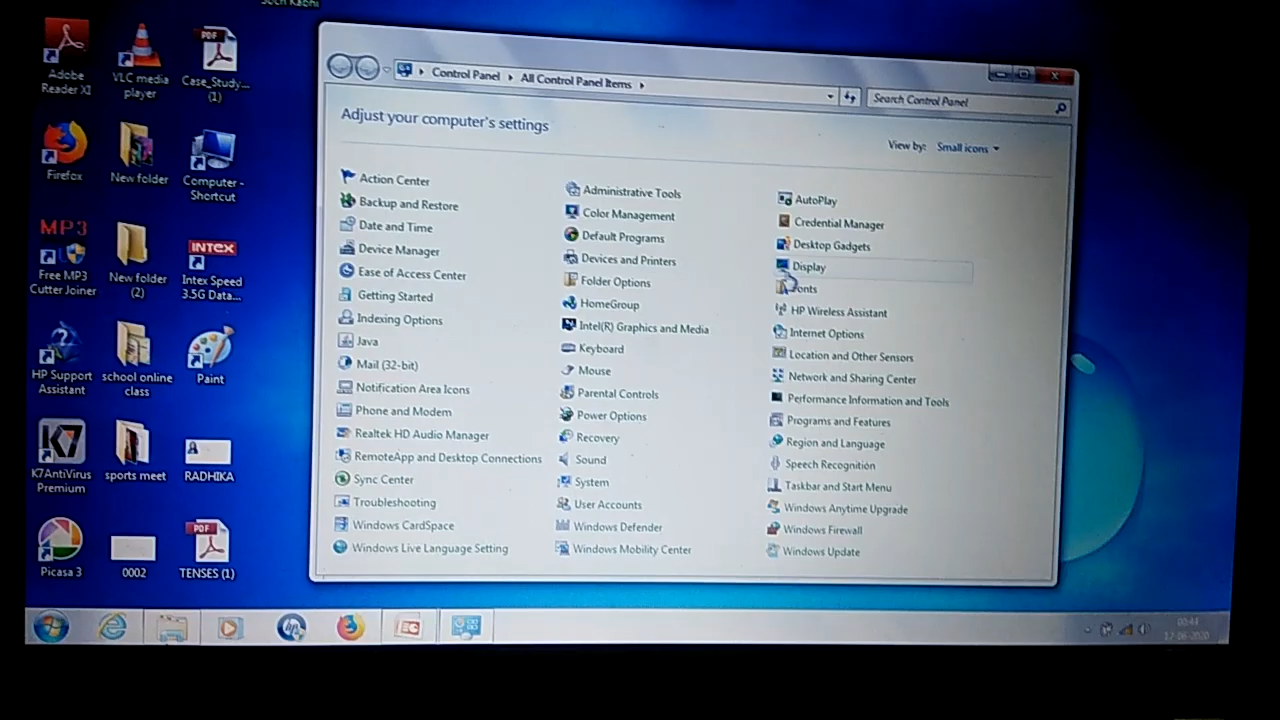 Adobe
Reader XI
VLC media
player
PDF
Case_Study...
(1)
Firefox
New folder
Computer -
Shortcut
MP3
Free MP3
Cutter Joiner
New folder
(2)
INTEX
Intex Speed
3.5G Data...
HP Support
Assistant
school online
class
Paint
K7
K7AntiVirus
Premium
sports meet
RADHIKA
Picasa 3
0002
PDF
TENSES (1)
Control Panel
All Control Panel Items
Search Control Panel
Adjust your computer's settings
View by: Small icons
Action Center
Backup and Restore
Date and Time
Device Manager
Ease of Access Center
Getting Started
Indexing Options
Java
Mail (32-bit)
Notification Area Icons
Phone and Modem
Realtek HD Audio Manager
RemoteApp and Desktop Connections
Sync Center
Troubleshooting
Windows CardSpace
Windows Live Language Setting
Administrative Tools
Color Management
Default Programs
Devices and Printers
Folder Options
HomeGroup
Intel(R) Graphics and Media
Keyboard
Mouse
Parental Controls
Power Options
Recovery
Sound
System
User Accounts
Windows Defender
Windows Mobility Center
AutoPlay
Credential Manager
Desktop Gadgets
Display
Fonts
HP Wireless Assistant
Internet Options
Location and Other Sensors
Network and Sharing Center
Performance Information and Tools
Programs and Features
Region and Language
Speech Recognition
Taskbar and Start Menu
Windows Anytime Upgrade
Windows Firewall
Windows Update
00:44
12-06-2020